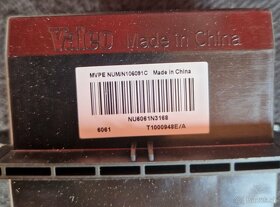 Valeo Made in China
MVPE NUM/N106091C Made in China
NU6061N3168
6061 T1000948E/A